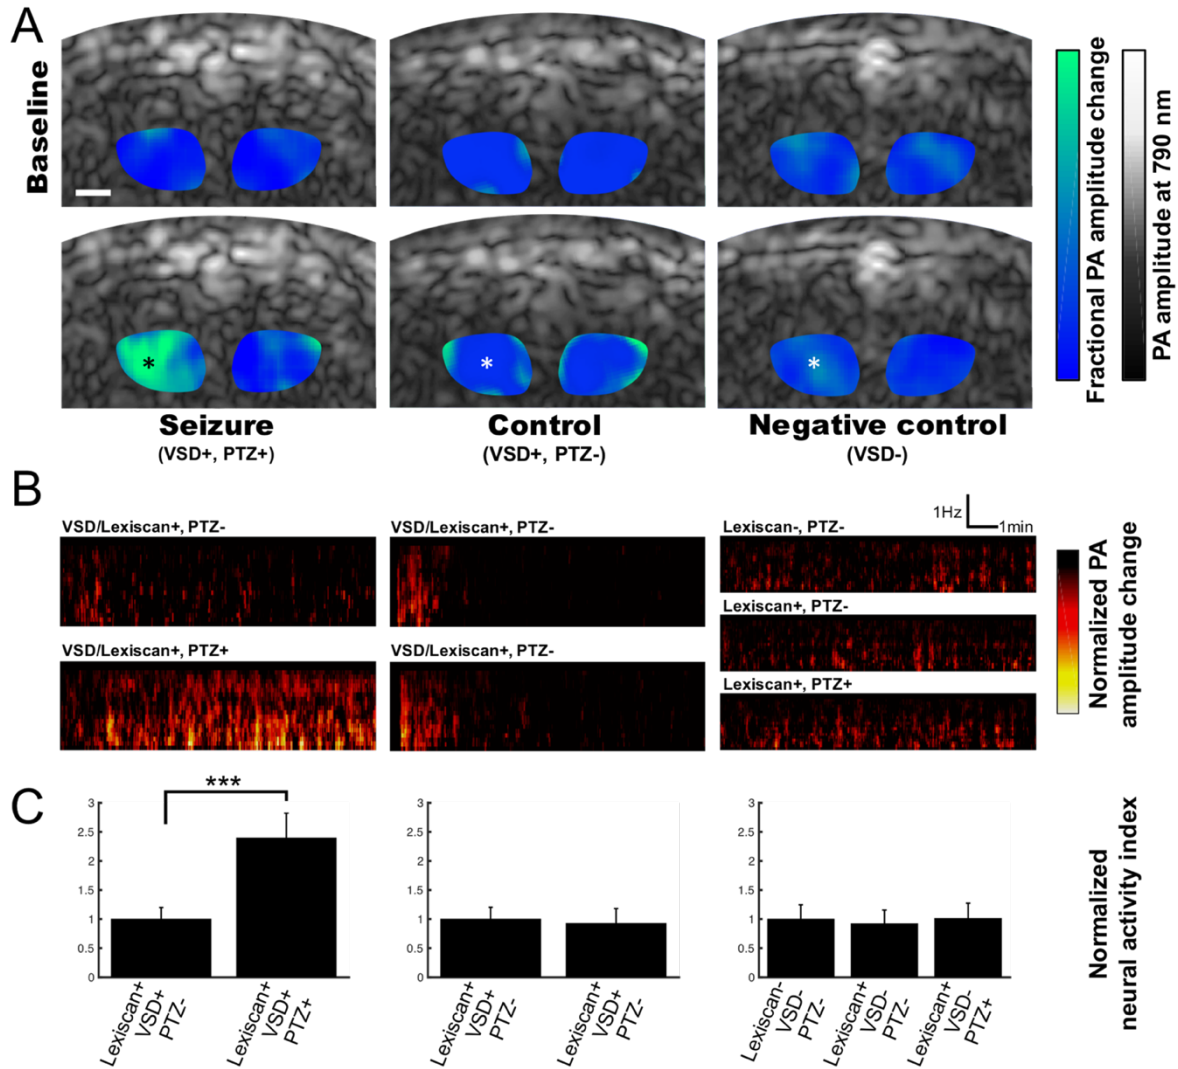 A
Baseline
Fractional PA amplitude change
PA amplitude at 790 nm
*
*
*
Seizure
(VSD+, PTZ+)
Control
(VSD+, PTZ-)
Negative control
(VSD-)
B
VSD/Lexiscan+, PTZ-
VSD/Lexiscan+, PTZ-
Lexiscan-, PTZ-
1Hz
1min
Lexiscan+, PTZ-
VSD/Lexiscan+, PTZ+
VSD/Lexiscan+, PTZ-
Lexiscan+, PTZ+
Normalized PA
amplitude change
C
***
3
2.5
2
1.5
1
0.5
0
Lexiscan+
VSD+
PTZ-
Lexiscan+
VSD+
PTZ+
3
2.5
2
1.5
1
0.5
0
Lexiscan+
VSD+
PTZ-
Lexiscan+
VSD+
PTZ-
3
2.5
2
1.5
1
0.5
0
Lexiscan-
VSD-
PTZ-
Lexiscan+
VSD-
PTZ-
Lexiscan+
VSD-
PTZ+
Normalized
neural activity index